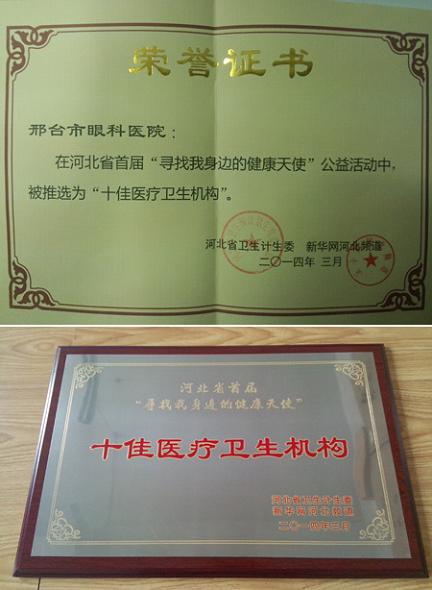 荣誉证书
邢台市眼科医院：
在河北省首届“寻找我身边的健康天使”公益活动中，
被推选为“十佳医疗卫生机构”。
河北省卫生计生委 新华网河北频道
二〇一四年 三月
河北省首届
“寻找我身边的健康天使”
十佳医疗卫生机构
河北省卫生计生委
新华网河北频道
二〇一四年三月